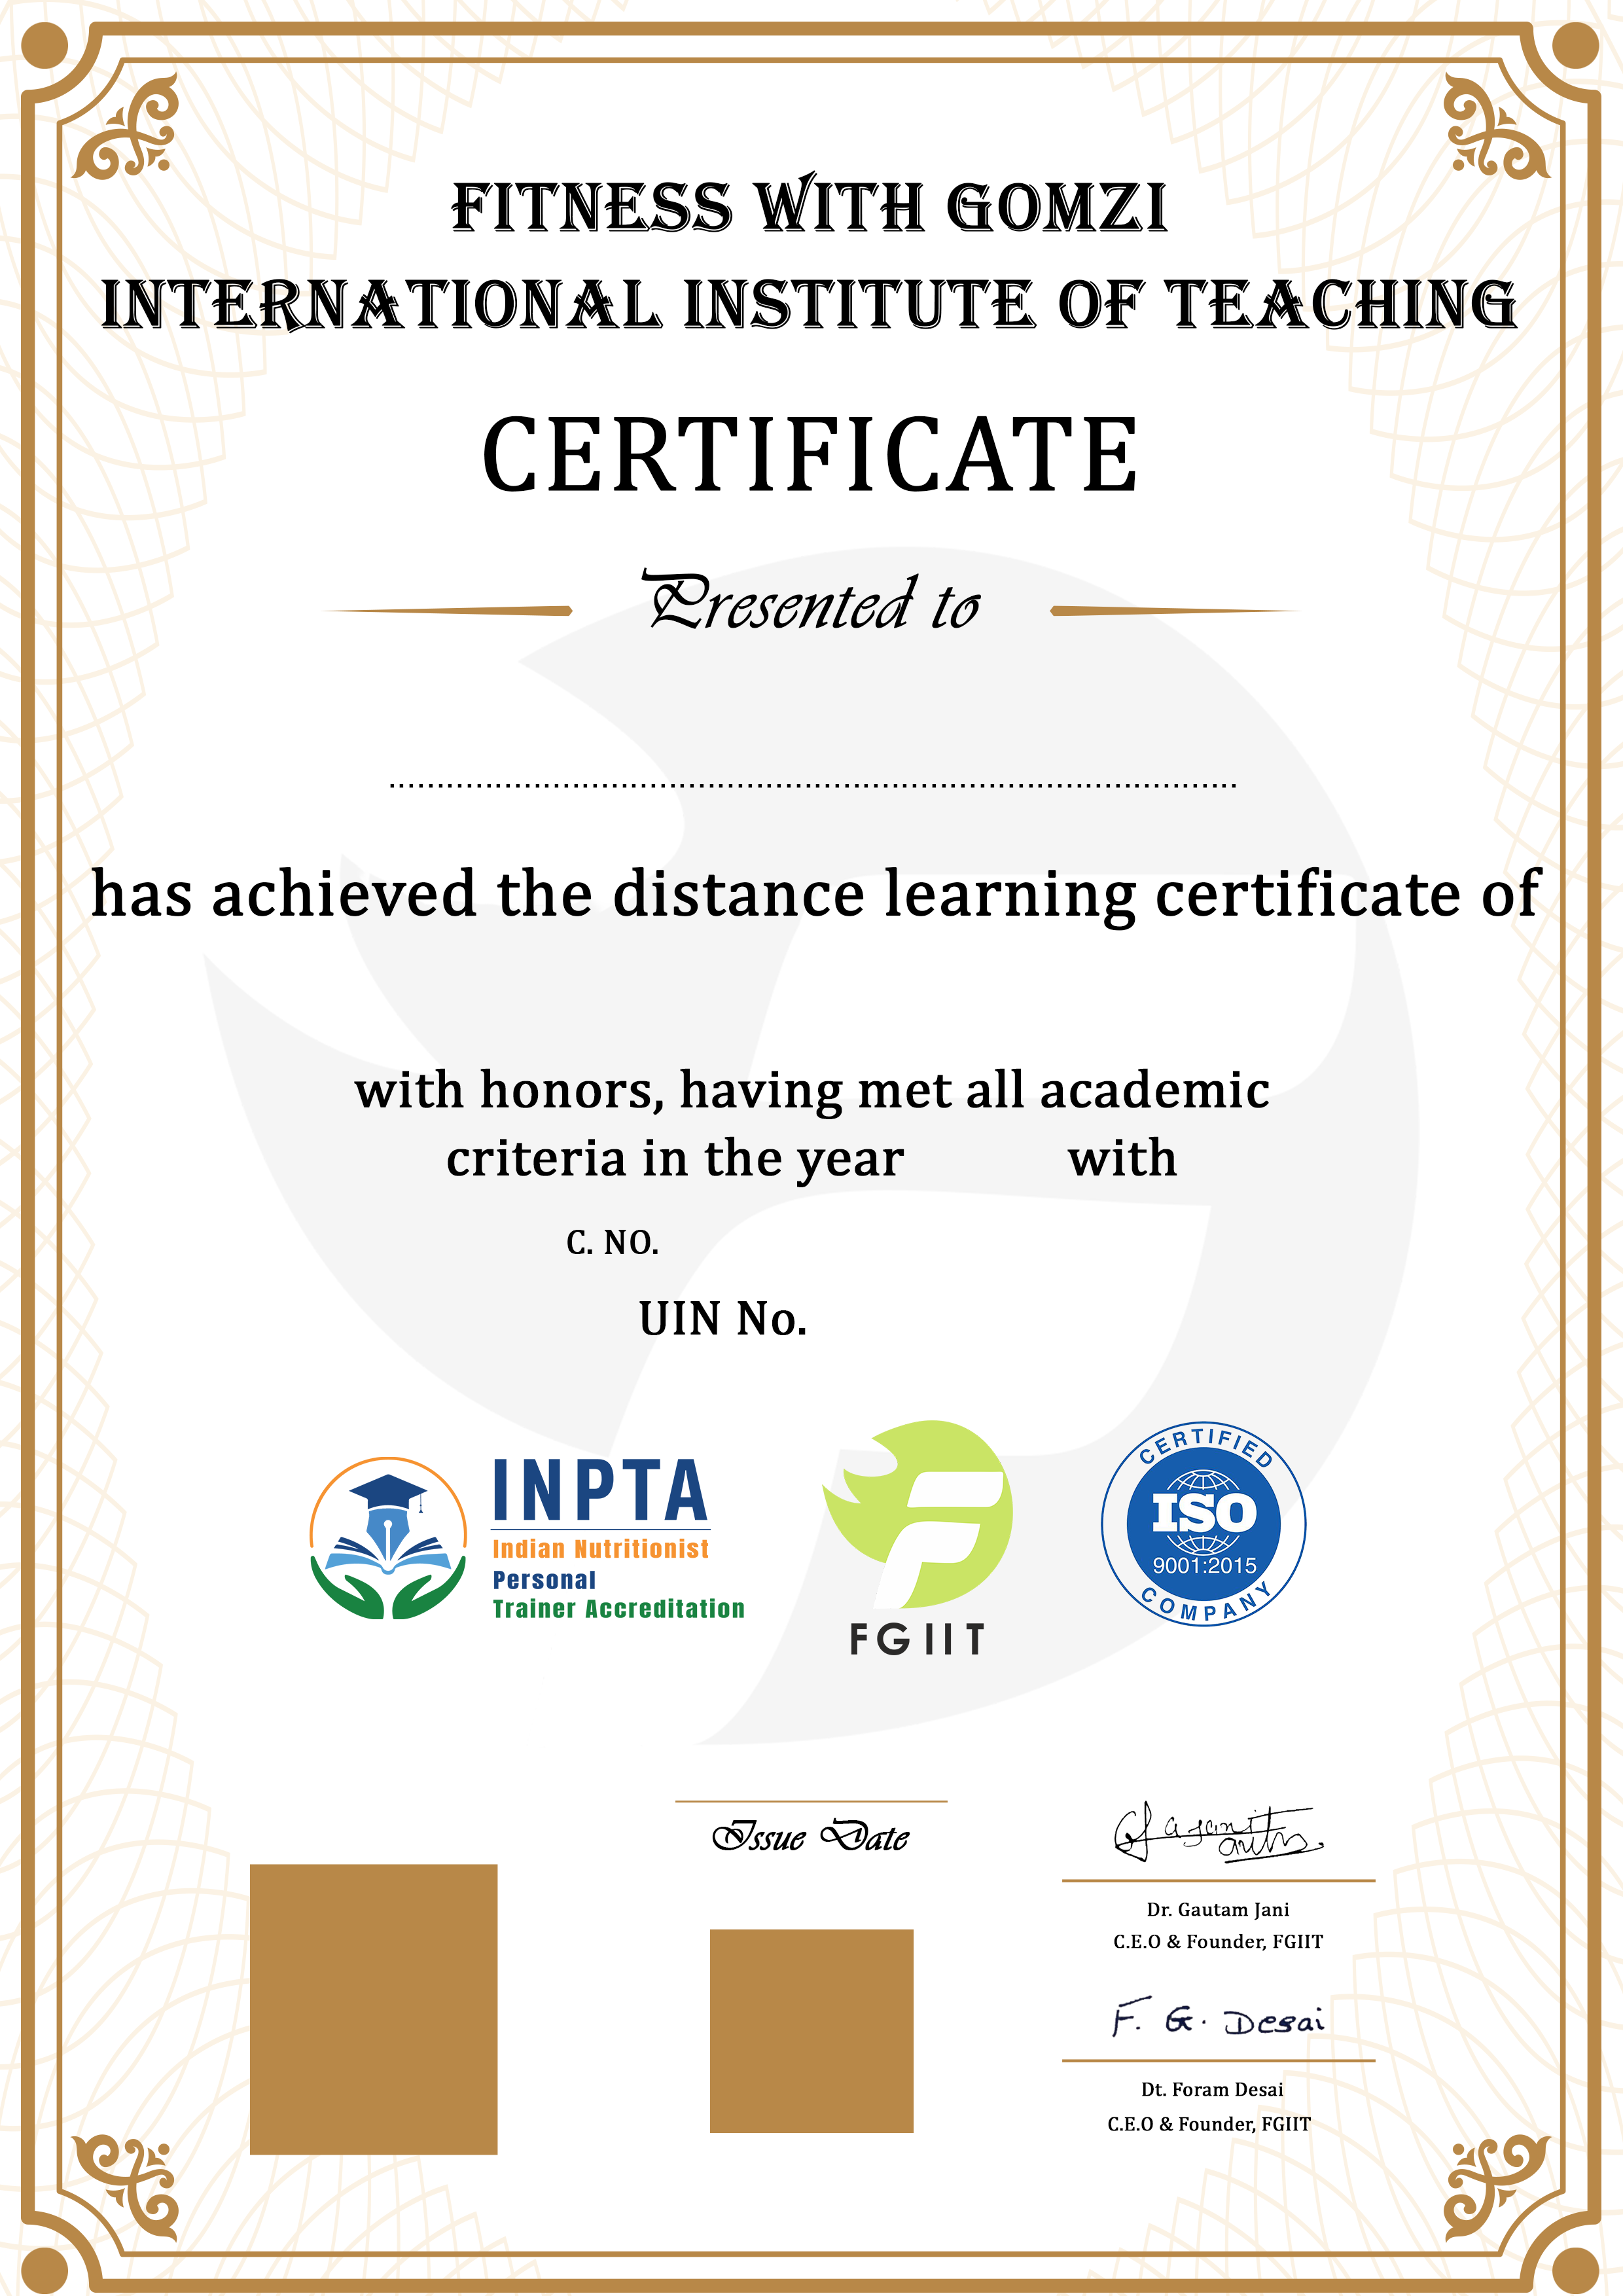 FITNESS WITH GOMZI
INTERNATIONAL INSTITUTE OF TEACHING
CERTIFICATE
Presented to
has achieved the distance learning certificate of
with honors, having met all academic
criteria in the year with
C. NO.
UIN No.
INPTA
Indian Nutritionist
Personal
Trainer Accreditation
FGIIT
CERTIFIED
ISO
9001:2015
COMPANY
Issue Date
Dr. Gautam Jani
C.E.O & Founder, FGIIT
F. G. Desai
Dt. Foram Desai
C.E.O & Founder, FGIIT